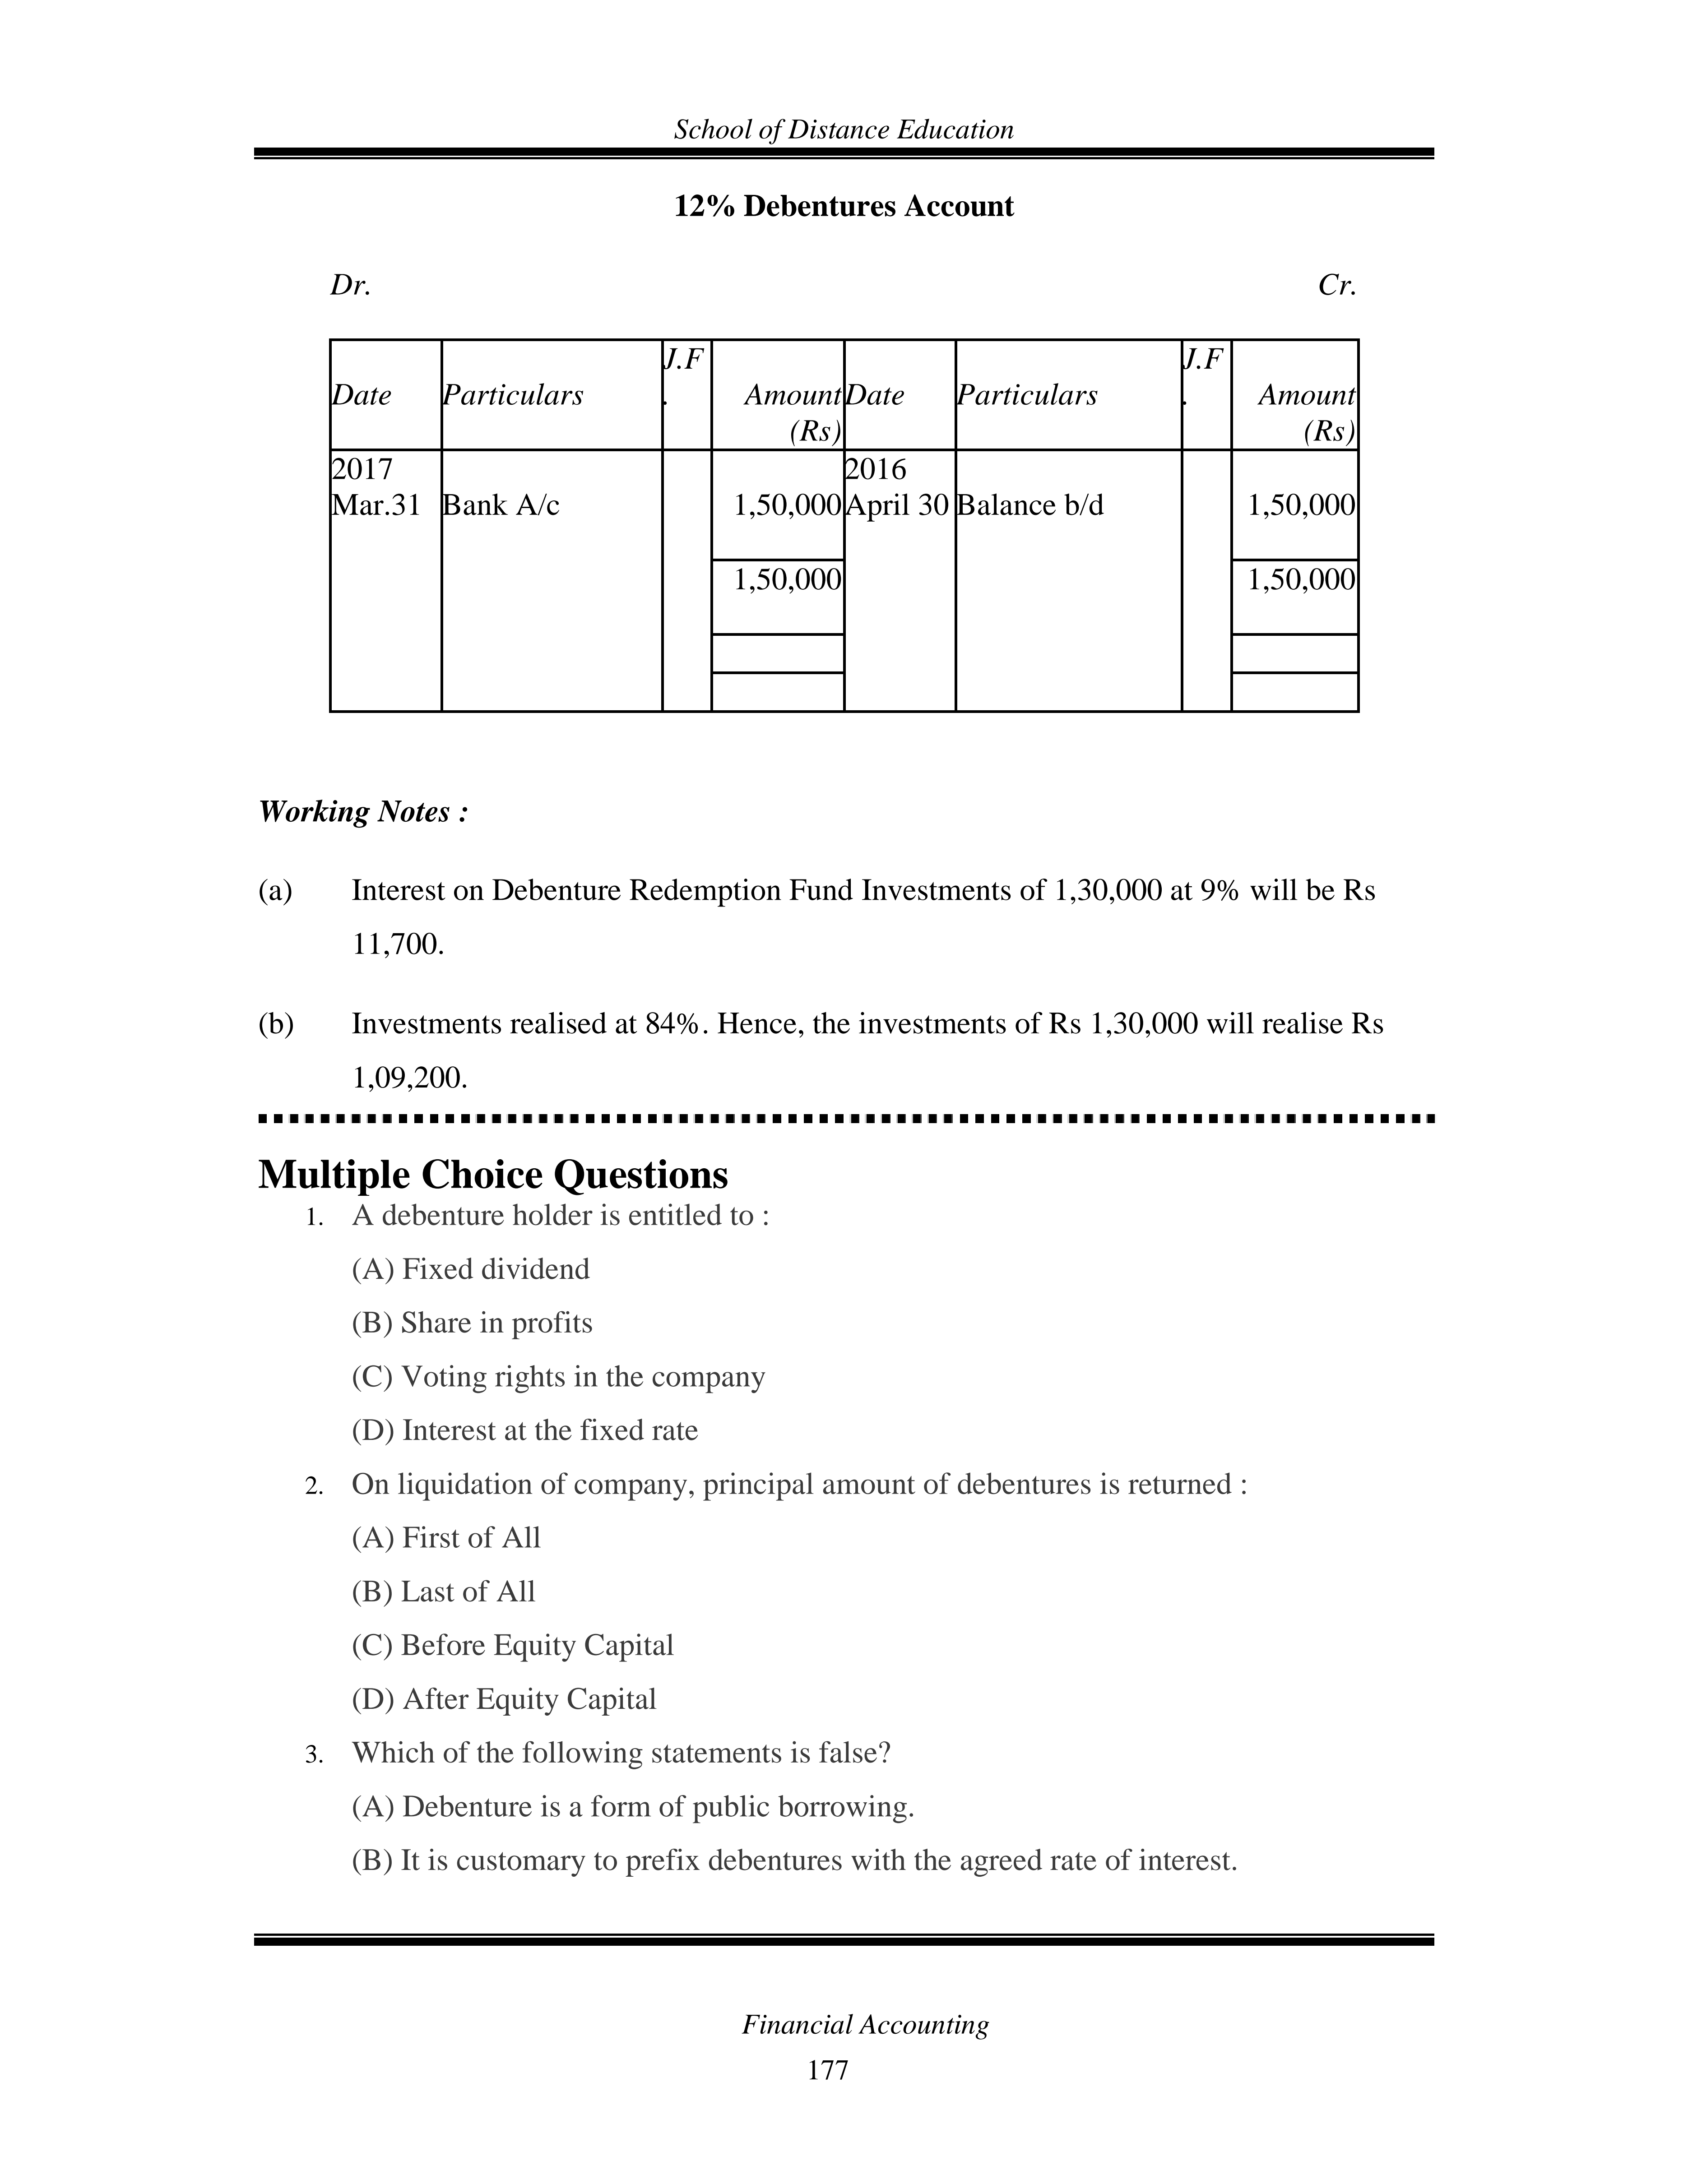 School of Distance Education
12% Debentures Account
Dr. Cr.
J.F J.F
Date Particulars . Amount Date Particulars . Amount
(Rs) (Rs)
2017 2016
Mar.31 Bank A/c 1,50,000 April 30 Balance b/d 1,50,000
1,50,000 1,50,000
Working Notes :
(a) Interest on Debenture Redemption Fund Investments of 1,30,000 at 9% will be Rs
11,700.
(b) Investments realised at 84%. Hence, the investments of Rs 1,30,000 will realise Rs
1,09,200.
Multiple Choice Questions
1. A debenture holder is entitled to :
(A) Fixed dividend
(B) Share in profits
(C) Voting rights in the company
(D) Interest at the fixed rate
2. On liquidation of company, principal amount of debentures is returned :
(A) First of All
(B) Last of All
(C) Before Equity Capital
(D) After Equity Capital
3. Which of the following statements is false?
(A) Debenture is a form of public borrowing.
(B) It is customary to prefix debentures with the agreed rate of interest.
Financial Accounting
177